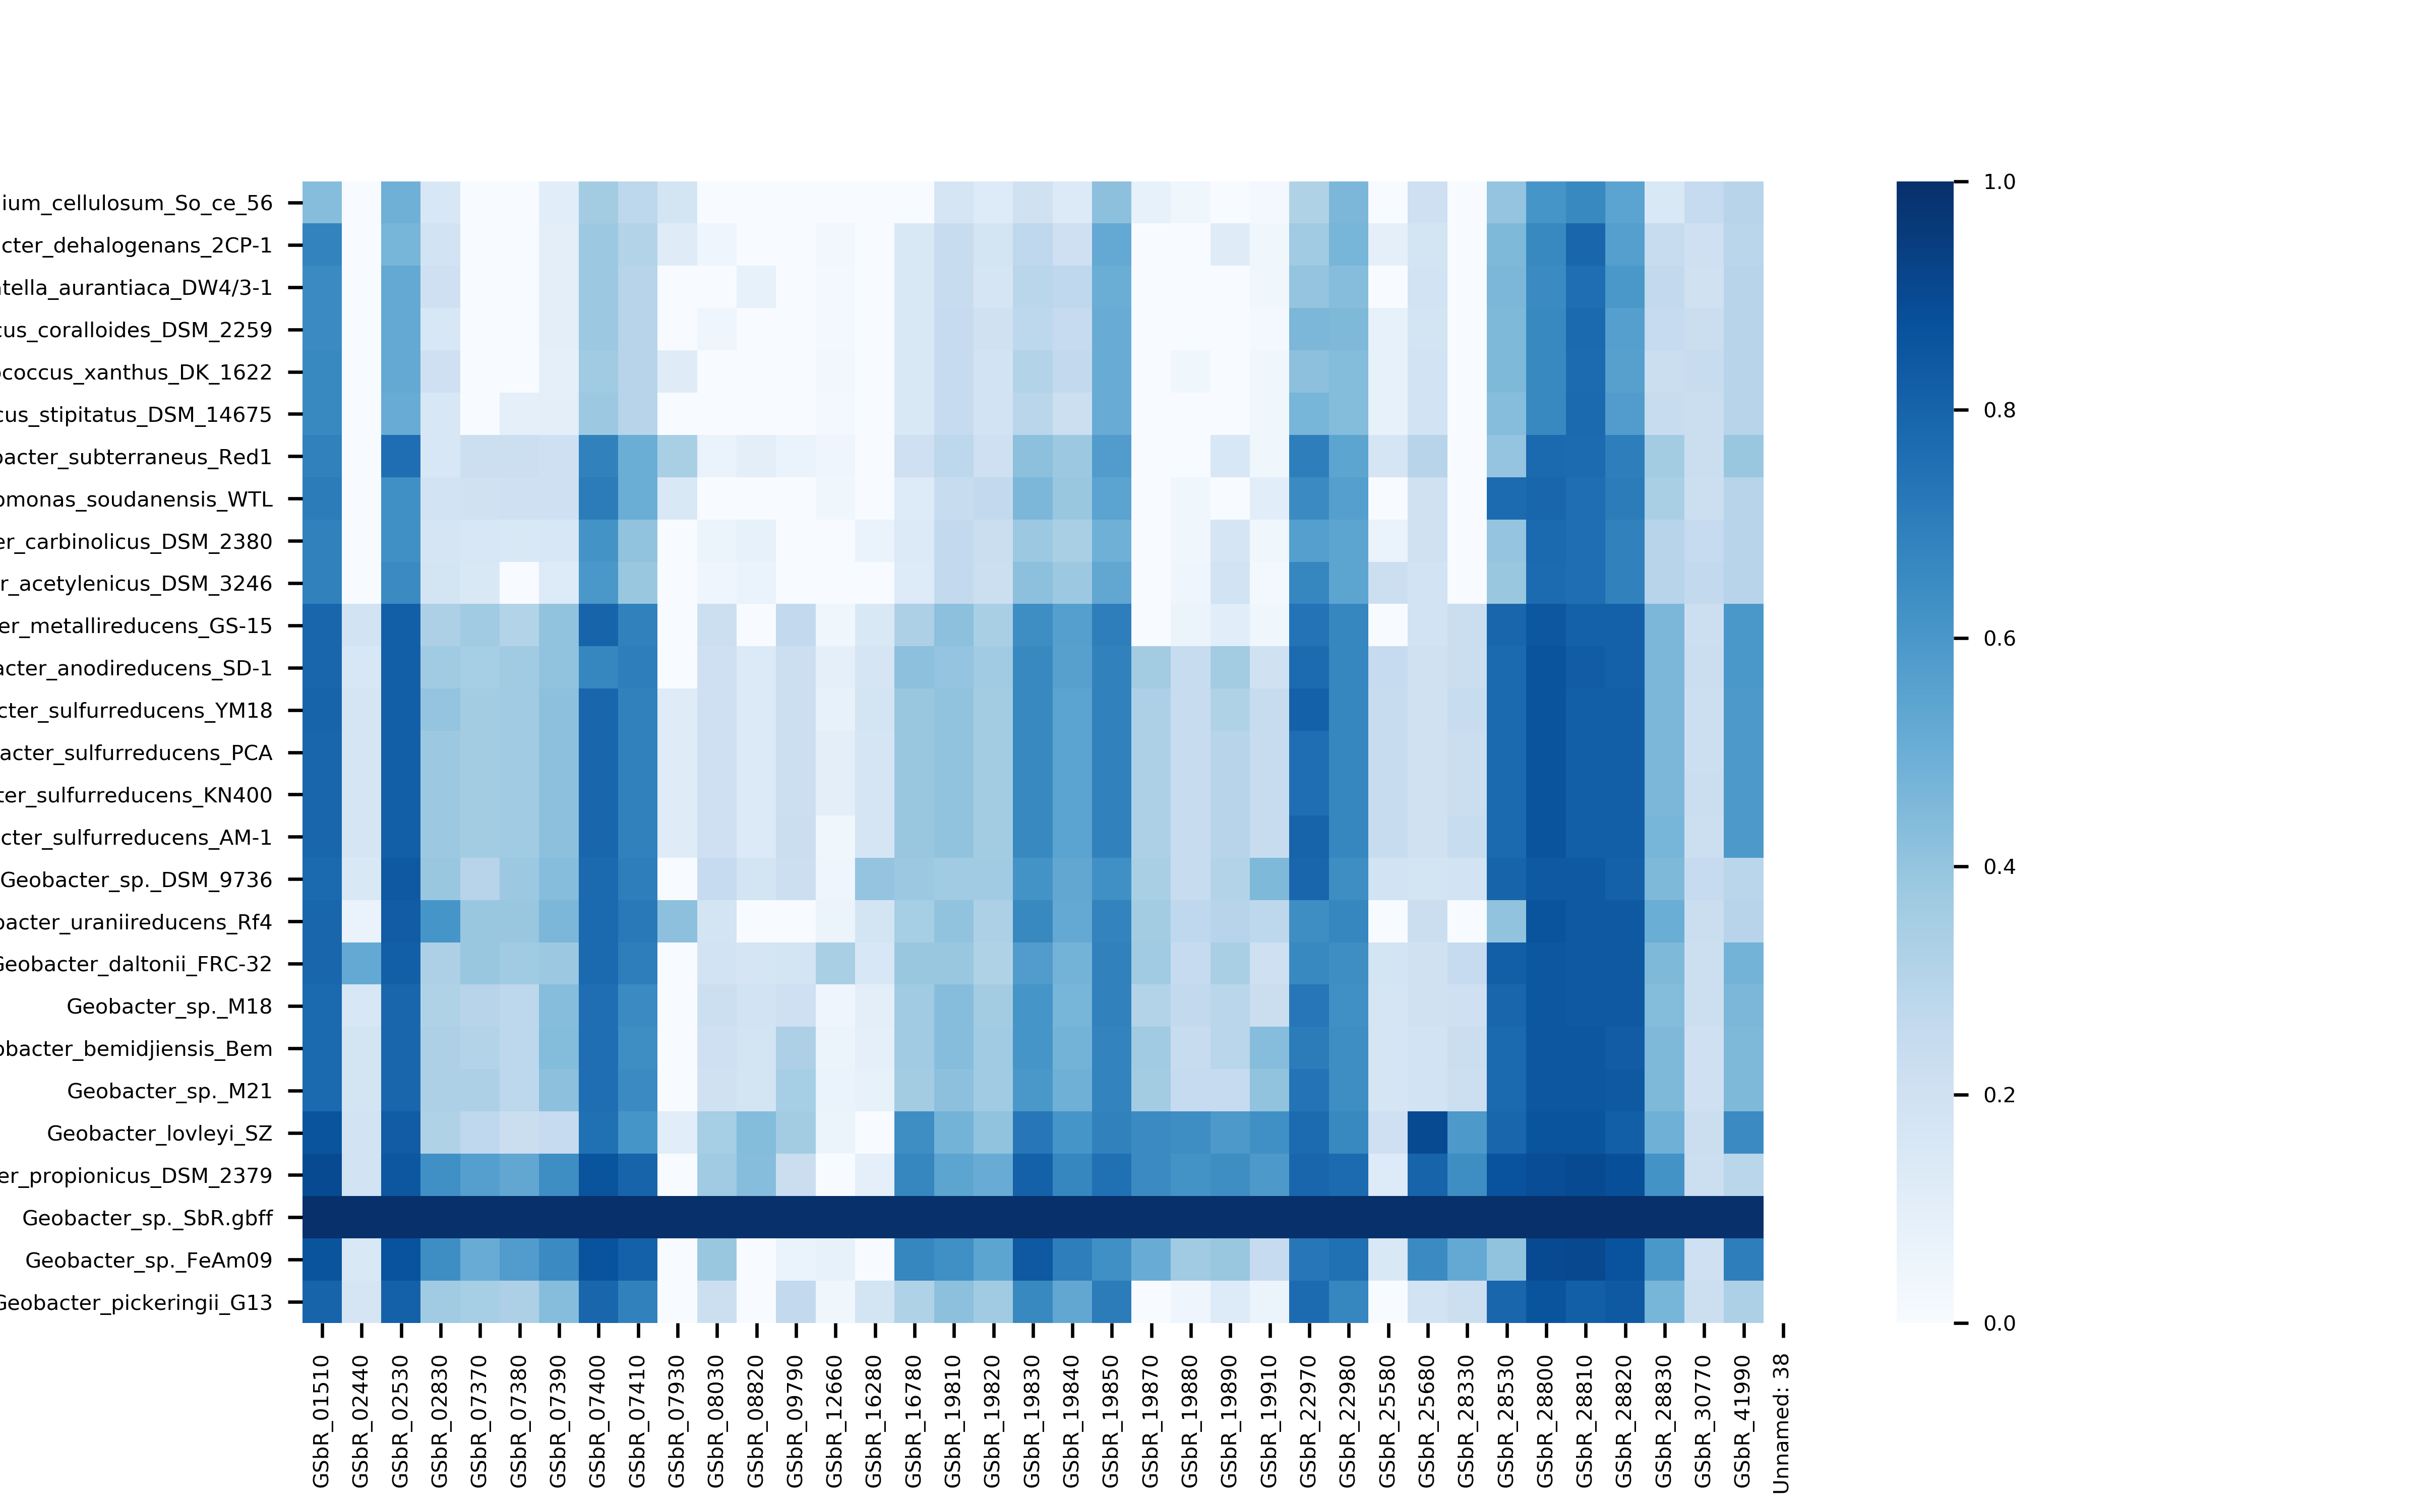 ium_cellulosum_So_ce_56
cter_dehalogenans_2CP-1
tella_aurantiaca_DW4/3-1
cus_coralloides_DSM_2259
ococcus_xanthus_DK_1622
cus_stipitatus_DSM_14675
bacter_subterraneus_Red1
omonas_soudanensis_WTL
er_carbinolicus_DSM_2380
r_acetylenicus_DSM_3246
er_metallireducens_GS-15
acter_anodireducens_SD-1
cter_sulfurreducens_YM18
acter_sulfurreducens_PCA
ter_sulfurreducens_KN400
cter_sulfurreducens_AM-1
Geobacter_sp._DSM_9736
bacter_uraniireducens_Rf4
Geobacter_daltonii_FRC-32
Geobacter_sp._M18
obacter_bemidjiensis_Bem
Geobacter_sp._M21
Geobacter_lovleyi_SZ
er_propionicus_DSM_2379
Geobacter_sp._SbR.gbff
Geobacter_sp._FeAm09
Geobacter_pickeringii_G13
GSbR_01510
GSbR_02440
GSbR_02530
GSbR_02830
GSbR_07370
GSbR_07380
GSbR_07390
GSbR_07400
GSbR_07410
GSbR_07930
GSbR_08030
GSbR_08820
GSbR_09790
GSbR_12660
GSbR_16280
GSbR_16780
GSbR_19810
GSbR_19820
GSbR_19830
GSbR_19840
GSbR_19850
GSbR_19870
GSbR_19880
GSbR_19890
GSbR_19910
GSbR_22970
GSbR_22980
GSbR_25580
GSbR_25680
GSbR_28330
GSbR_28530
GSbR_28800
GSbR_28810
GSbR_28820
GSbR_28830
GSbR_30770
GSbR_41990
Unnamed: 38
1.0
0.8
0.6
0.4
0.2
0.0